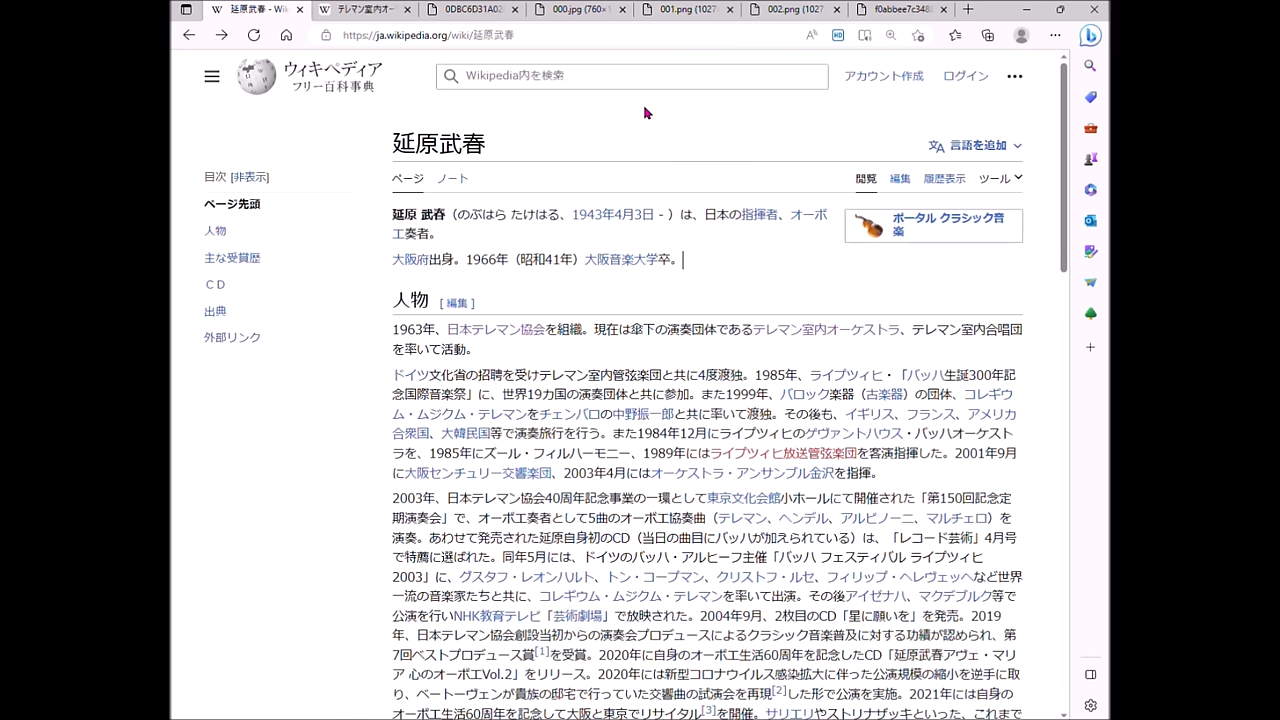 延原武春 - Wiki
テレマン室内オー
0DBC6D31A02
000.jpg (760×1
001.png (1027
002.png (1027
f0abbee7c348
https://ja.wikipedia.org/wiki/延原武春
ウィキペディア
フリー百科事典
Wikipedia内を検索
アカウント作成
ログイン
延原武春
言語を追加
目次 [非表示]
ページ先頭
人物
主な受賞歴
ＣＤ
出典
外部リンク
ページ
ノート
閲覧
編集
履歴表示
ツール
延原 武春（のぶはら たけはる、1943年4月3日 - ）は、日本の指揮者、オーボ
エ奏者。
ポータル クラシック音
楽
大阪府出身。1966年（昭和41年）大阪音楽大学卒。
人物 [ 編集 ]
1963年、日本テレマン協会を組織。現在は傘下の演奏団体であるテレマン室内オーケストラ、テレマン室内合唱団
を率いて活動。
ドイツ文化省の招聘を受けテレマン室内管弦楽団と共に4度渡独。1985年、ライプツィヒ・「バッハ生誕300年記
念国際音楽祭」に、世界19カ国の演奏団体と共に参加。また1999年、バロック楽器（古楽器）の団体、コレギウ
ム・ムジクム・テレマンをチェンバロの中野振一郎と共に率いて渡独。その後も、イギリス、フランス、アメリカ
合衆国、大韓民国等で演奏旅行を行う。また1984年12月にライプツィヒのゲヴァントハウス・バッハオーケスト
ラを、1985年にズール・フィルハーモニー、1989年にはライプツィヒ放送管弦楽団を客演指揮した。2001年9月
に大阪センチュリー交響楽団、2003年4月にはオーケストラ・アンサンブル金沢を指揮。
2003年、日本テレマン協会40周年記念事業の一環として東京文化会館小ホールにて開催された「第150回記念定
期演奏会」で、オーボエ奏者として5曲のオーボエ協奏曲（テレマン、ヘンデル、アルビノーニ、マルチェロ）を
演奏。あわせて発売された延原自身初のCD（当日の曲目にバッハが加えられている）は、「レコード芸術」4月号
で特薦に選ばれた。同年5月には、ドイツのバッハ・アルヒーフ主催「バッハ フェスティバル ライプツィヒ
2003」に、グスタフ・レオンハルト、トン・コープマン、クリストフ・ルセ、フィリップ・ヘレヴェッヘなど世界
一流の音楽家たちと共に、コレギウム・ムジクム・テレマンを率いて出演。その後アイゼナハ、マクデブルク等で
公演を行いNHK教育テレビ「芸術劇場」で放映された。2004年9月、2枚目のCD「星に願いを」を発売。2019
年、日本テレマン協会創設当初からの演奏会プロデュースによるクラシック音楽普及に対する功績が認められ、第
7回ベストプロデュース賞[1]を受賞。2020年に自身のオーボエ生活60周年を記念したCD「延原武春アヴェ・マリ
ア 心のオーボエVol.2」をリリース。2020年には新型コロナウイルス感染拡大に伴った公演規模の縮小を逆手に取
り、ベートーヴェンが貴族の邸宅で行っていた交響曲の試演会を再現[2]した形で公演を実施。2021年には自身の
オーボエ生活60周年を記念して大阪と東京でリサイタル[3]を開催。サリエリやストリナザッキといった、これまで